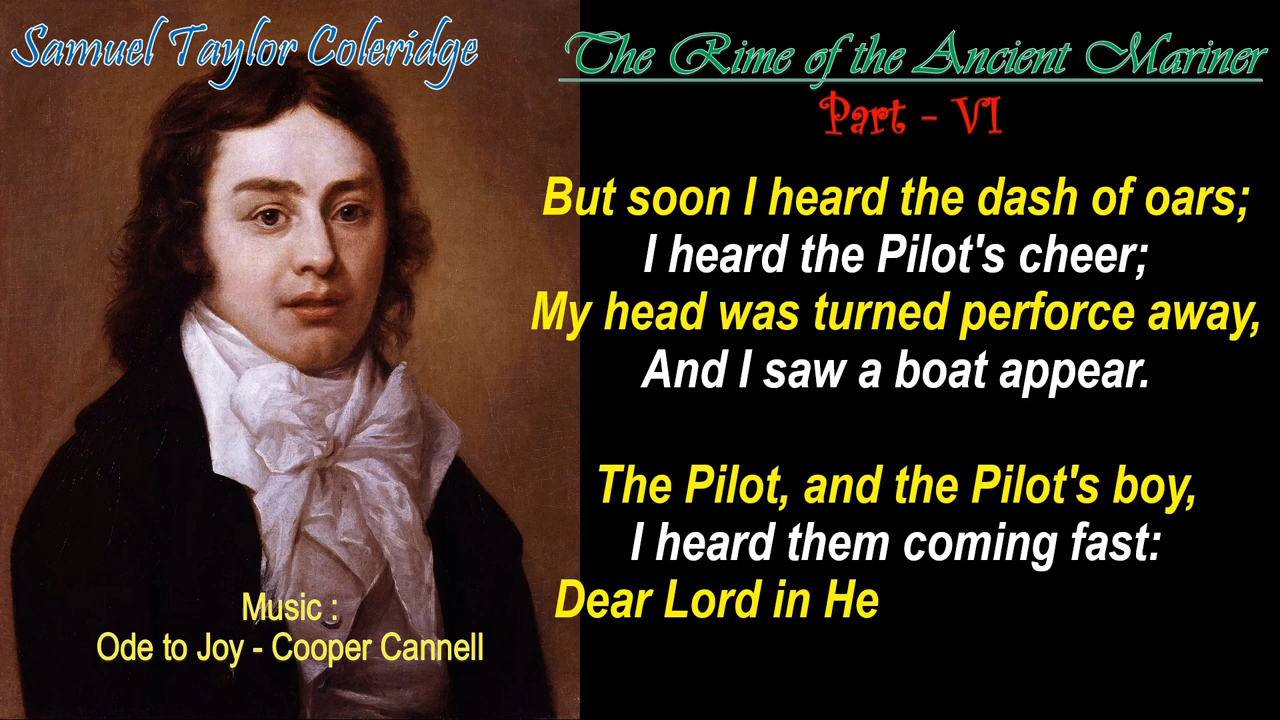 Samuel Taylor Coleridge
The Rime of the Ancient Mariner
Part - VI
But soon I heard the dash of oars;
I heard the Pilot's cheer;
My head was turned perforce away,
And I saw a boat appear.
The Pilot, and the Pilot's boy,
I heard them coming fast:
Dear Lord in He
Music :
Ode to Joy - Cooper Cannell